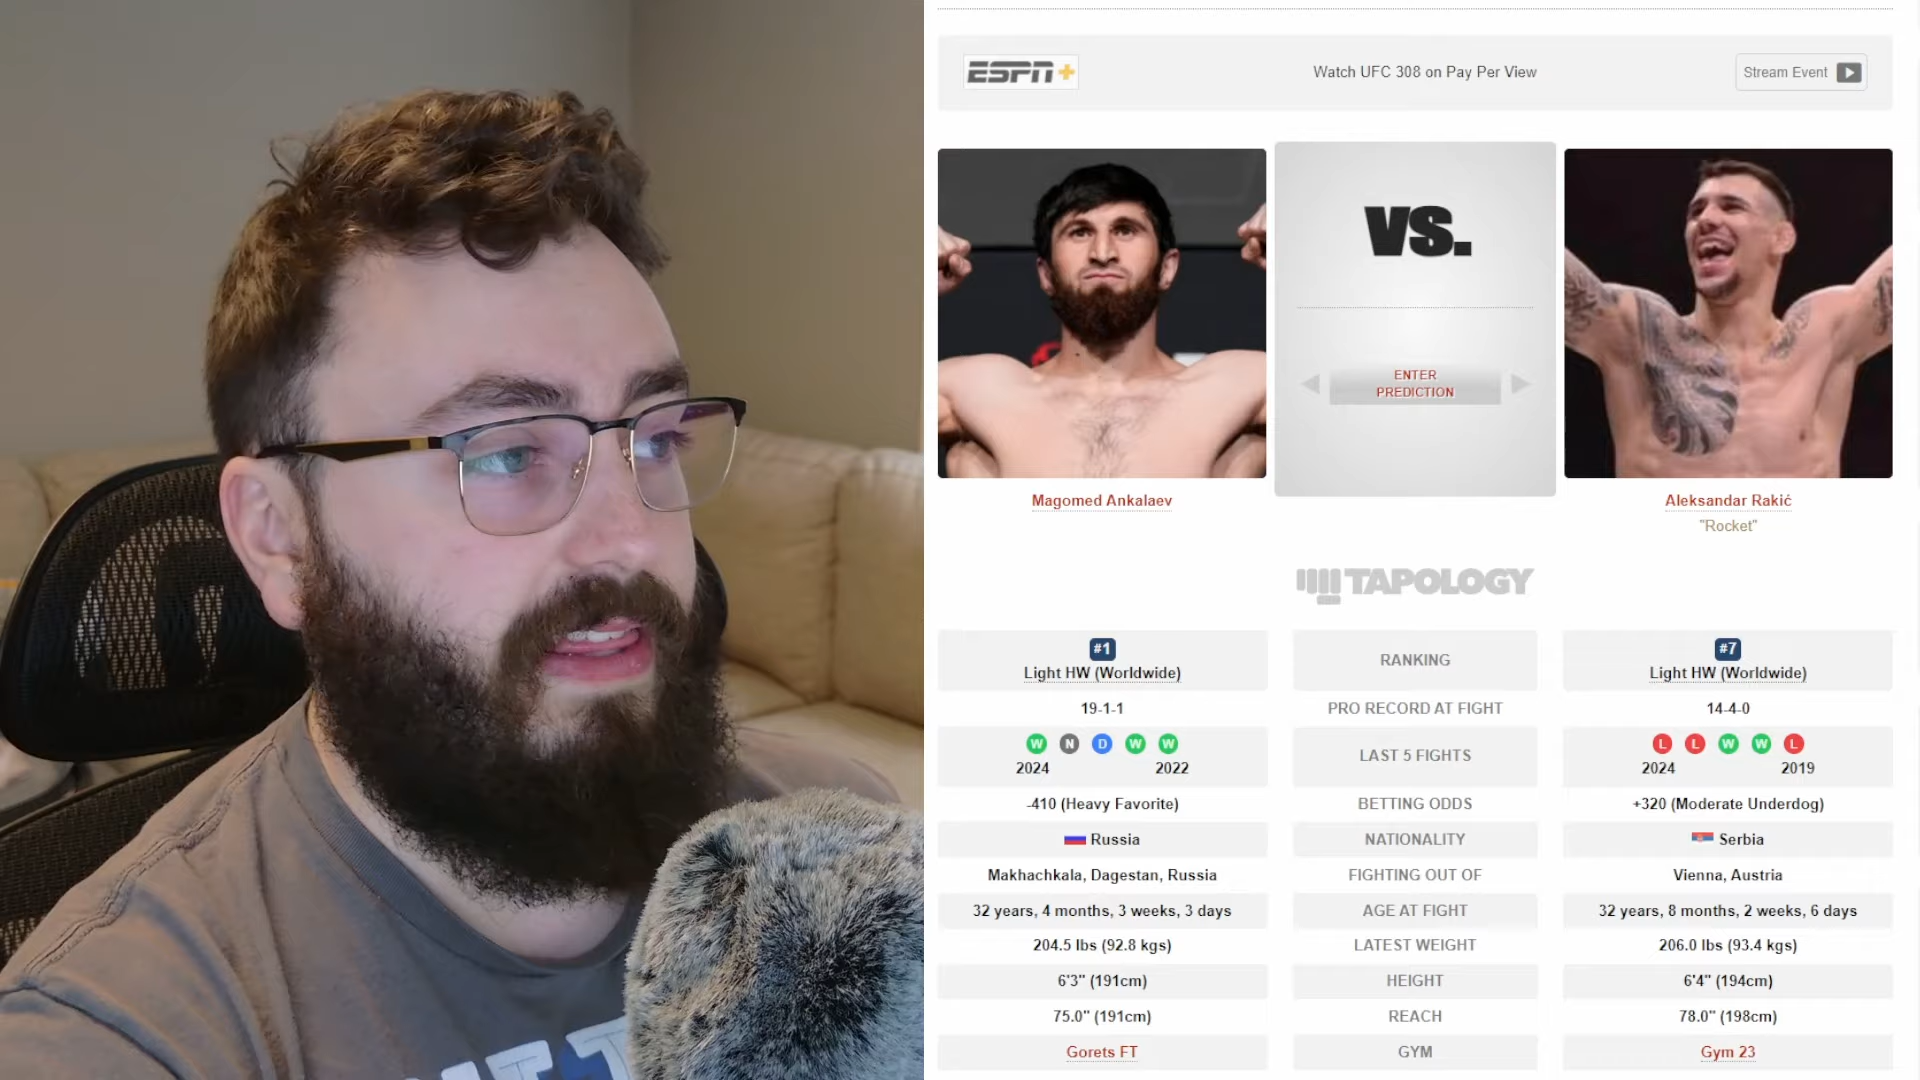 ESPN+
Watch UFC 308 on Pay Per View
Stream Event
VS.
ENTER
PREDICTION
Magomed Ankalaev
Aleksandar Rakić
"Rocket"
TAPOLOGY
#1
Light HW (Worldwide)
RANKING
#7
Light HW (Worldwide)
19-1-1
PRO RECORD AT FIGHT
14-4-0
W N D W W
2024 2022
LAST 5 FIGHTS
L L W W L
2024 2019
-410 (Heavy Favorite)
BETTING ODDS
+320 (Moderate Underdog)
Russia
NATIONALITY
Serbia
Makhachkala, Dagestan, Russia
FIGHTING OUT OF
Vienna, Austria
32 years, 4 months, 3 weeks, 3 days
AGE AT FIGHT
32 years, 8 months, 2 weeks, 6 days
204.5 lbs (92.8 kgs)
LATEST WEIGHT
206.0 lbs (93.4 kgs)
6'3" (191cm)
HEIGHT
6'4" (194cm)
75.0" (191cm)
REACH
78.0" (198cm)
Gorets FT
GYM
Gym 23